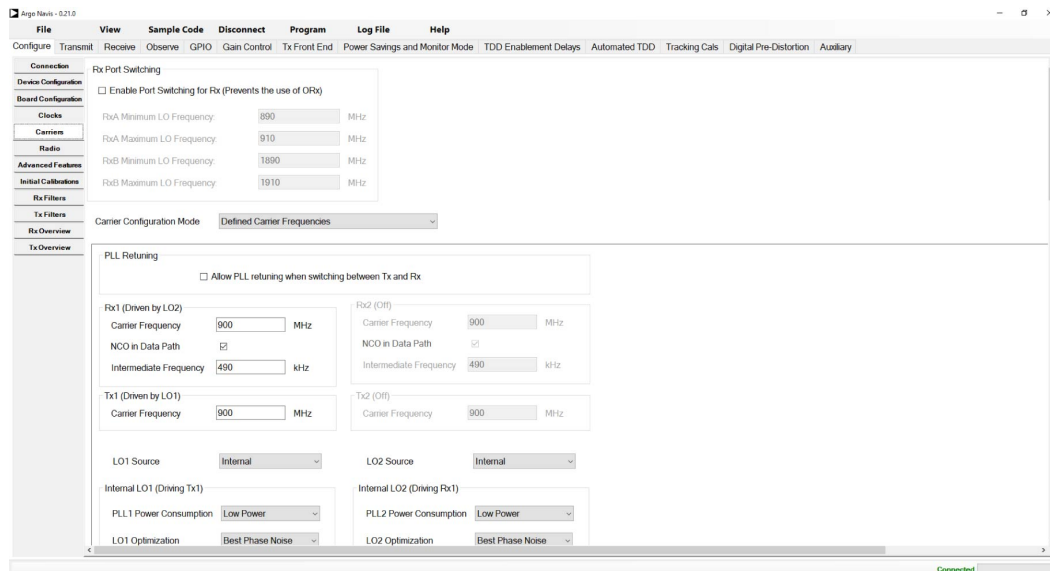 Arge Navis - 0.21.0
File View Sample Code Disconnect Program Log File Help
Configure Transmit Receive Observe GPIO Gain Control Tx Front End Power Savings and Monitor Mode TDD Enablement Delays Automated TDD Tracking Cals Digital Pre-Distortion Auxiliary
Connection
Device Configuration
Board Configuration
Clocks
Carriers
Radio
Advanced Features
Initial Calibrations
Rx Filters
Tx Filters
Rx Overview
Tx Overview
Rx Port Switching
Enable Port Switching for Rx (Prevents the use of ORx)
RxA Minimum LO Frequency: 890 MHz
RxA Maximum LO Frequency: 910 MHz
RxB Minimum LO Frequency: 1890 MHz
RxB Maximum LO Frequency: 1910 MHz
Carrier Configuration Mode Defined Carrier Frequencies
PLL Retuning
Allow PLL retuning when switching between Tx and Rx
Rx1 (Driven by LO2)
Carrier Frequency 900 MHz
NCO in Data Path
Intermediate Frequency 490 kHz
Rx2 (Off)
Carrier Frequency 900 MHz
NCO in Data Path
Intermediate Frequency 490 kHz
Tx1 (Driven by LO1)
Carrier Frequency 900 MHz
Tx2 (Off)
Carrier Frequency 900 MHz
LO1 Source Internal
LO2 Source Internal
Internal LO1 (Driving Tx1)
PLL1 Power Consumption Low Power
LO1 Optimization Best Phase Noise
Internal LO2 (Driving Rx1)
PLL2 Power Consumption Low Power
LO2 Optimization Best Phase Noise
Connected